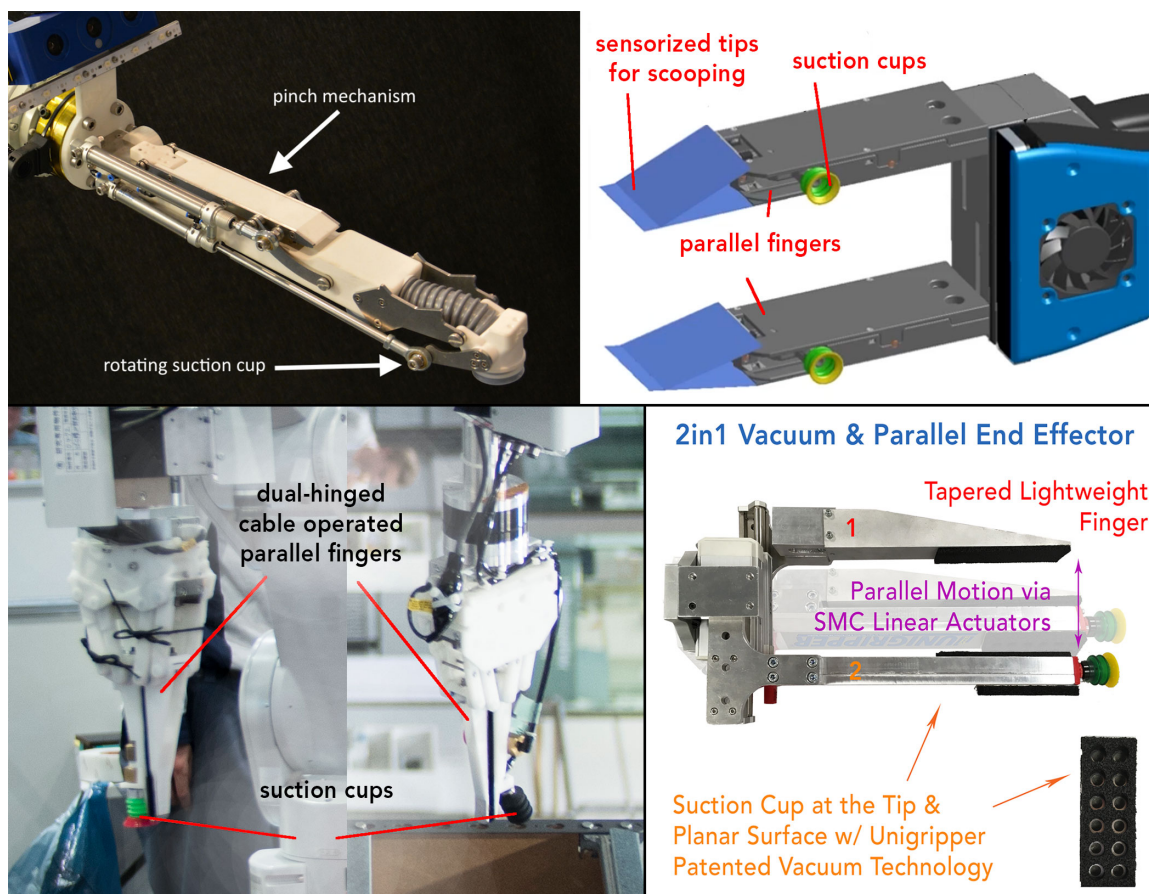 pinch mechanism
rotating suction cup
sensorized tips
for scooping
suction cups
parallel fingers
dual-hinged
cable operated
parallel fingers
suction cups
2in1 Vacuum & Parallel End Effector
Tapered Lightweight
Finger
1
Parallel Motion via
SMC Linear Actuators
UNIGRIPPER
2
Suction Cup at the Tip &
Planar Surface w/ Unigripper
Patented Vacuum Technology